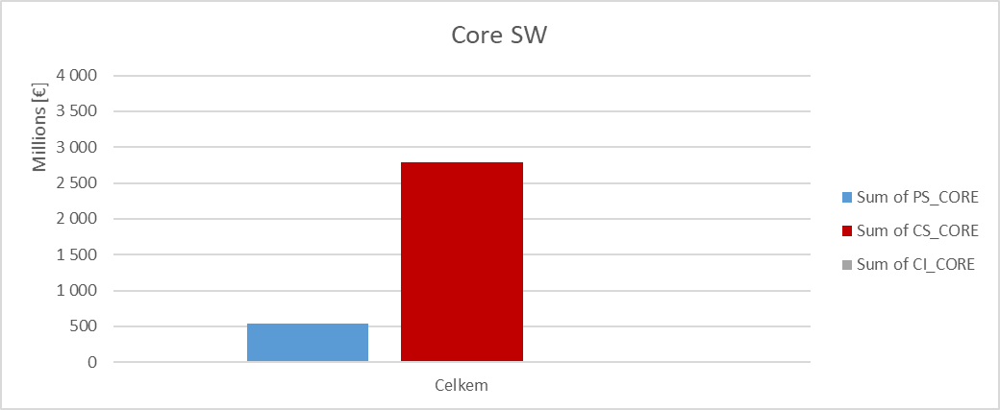 Core SW
Millions [€]
4 000
3 500
3 000
2 500
2 000
1 500
1 000
500
0
Celkem
Sum of PS_CORE
Sum of CS_CORE
Sum of CI_CORE